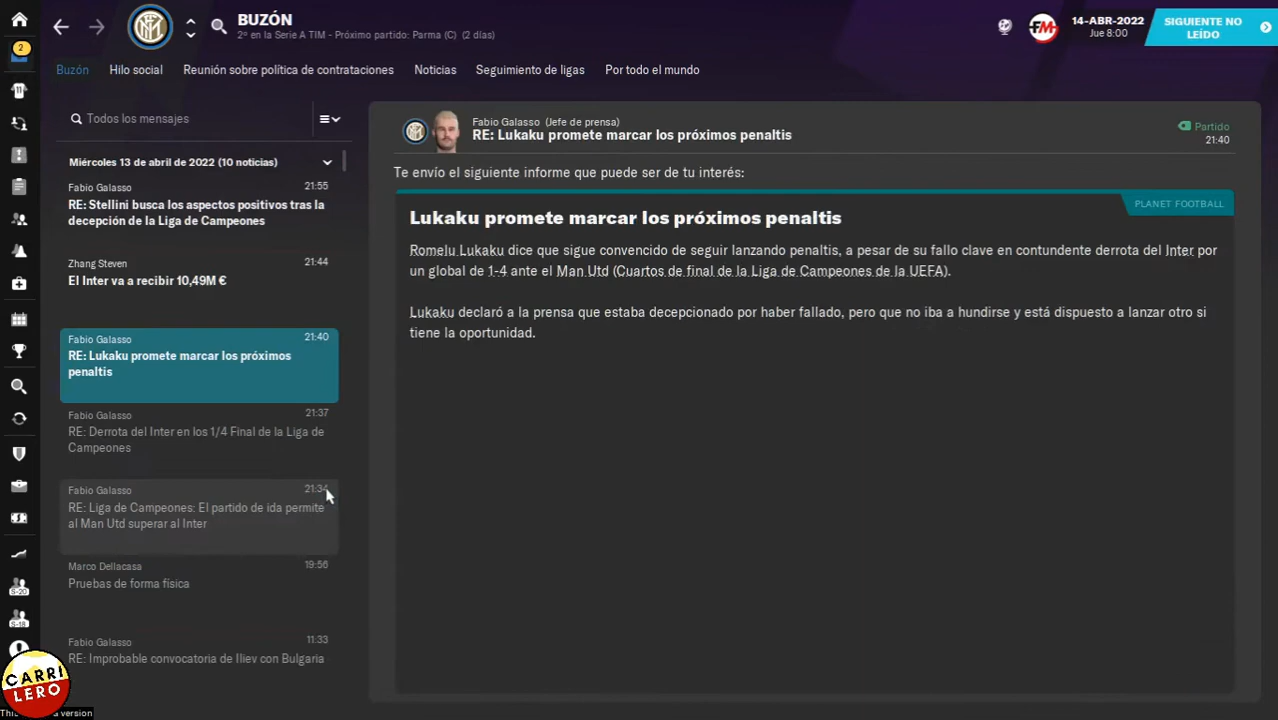 BUZÓN
2º en la Serie A TIM - Próximo partido: Parma (C) (2 días)
FM
14-ABR-2022
Jue 8:00
SIGUIENTE NO
LEÍDO
2
Buzón
Hilo social
Reunión sobre política de contrataciones
Noticias
Seguimiento de ligas
Por todo el mundo
11
Todos los mensajes
Miércoles 13 de abril de 2022 (10 noticias)
Fabio Galasso
21:55
RE: Stellini busca los aspectos positivos tras la
decepción de la Liga de Campeones
Zhang Steven
21:44
El Inter va a recibir 10,49M €
Fabio Galasso
21:40
RE: Lukaku promete marcar los próximos
penaltis
Fabio Galasso
21:37
RE: Derrota del Inter en los 1/4 Final de la Liga de
Campeones
Fabio Galasso
21:34
RE: Liga de Campeones: El partido de ida permite
al Man Utd superar al Inter
Marco Dellacasa
19:56
Pruebas de forma física
Fabio Galasso
11:33
RE: Improbable convocatoria de Iliev con Bulgaria
S-20
S-18
CARRI
LERO
version
Fabio Galasso (Jefe de prensa)
RE: Lukaku promete marcar los próximos penaltis
Partido
21:40
Te envío el siguiente informe que puede ser de tu interés:
PLANET FOOTBALL
Lukaku promete marcar los próximos penaltis
Romelu Lukaku dice que sigue convencido de seguir lanzando penaltis, a pesar de su fallo clave en contundente derrota del Inter por
un global de 1-4 ante el Man Utd (Cuartos de final de la Liga de Campeones de la UEFA).
Lukaku declaró a la prensa que estaba decepcionado por haber fallado, pero que no iba a hundirse y está dispuesto a lanzar otro si
tiene la oportunidad.